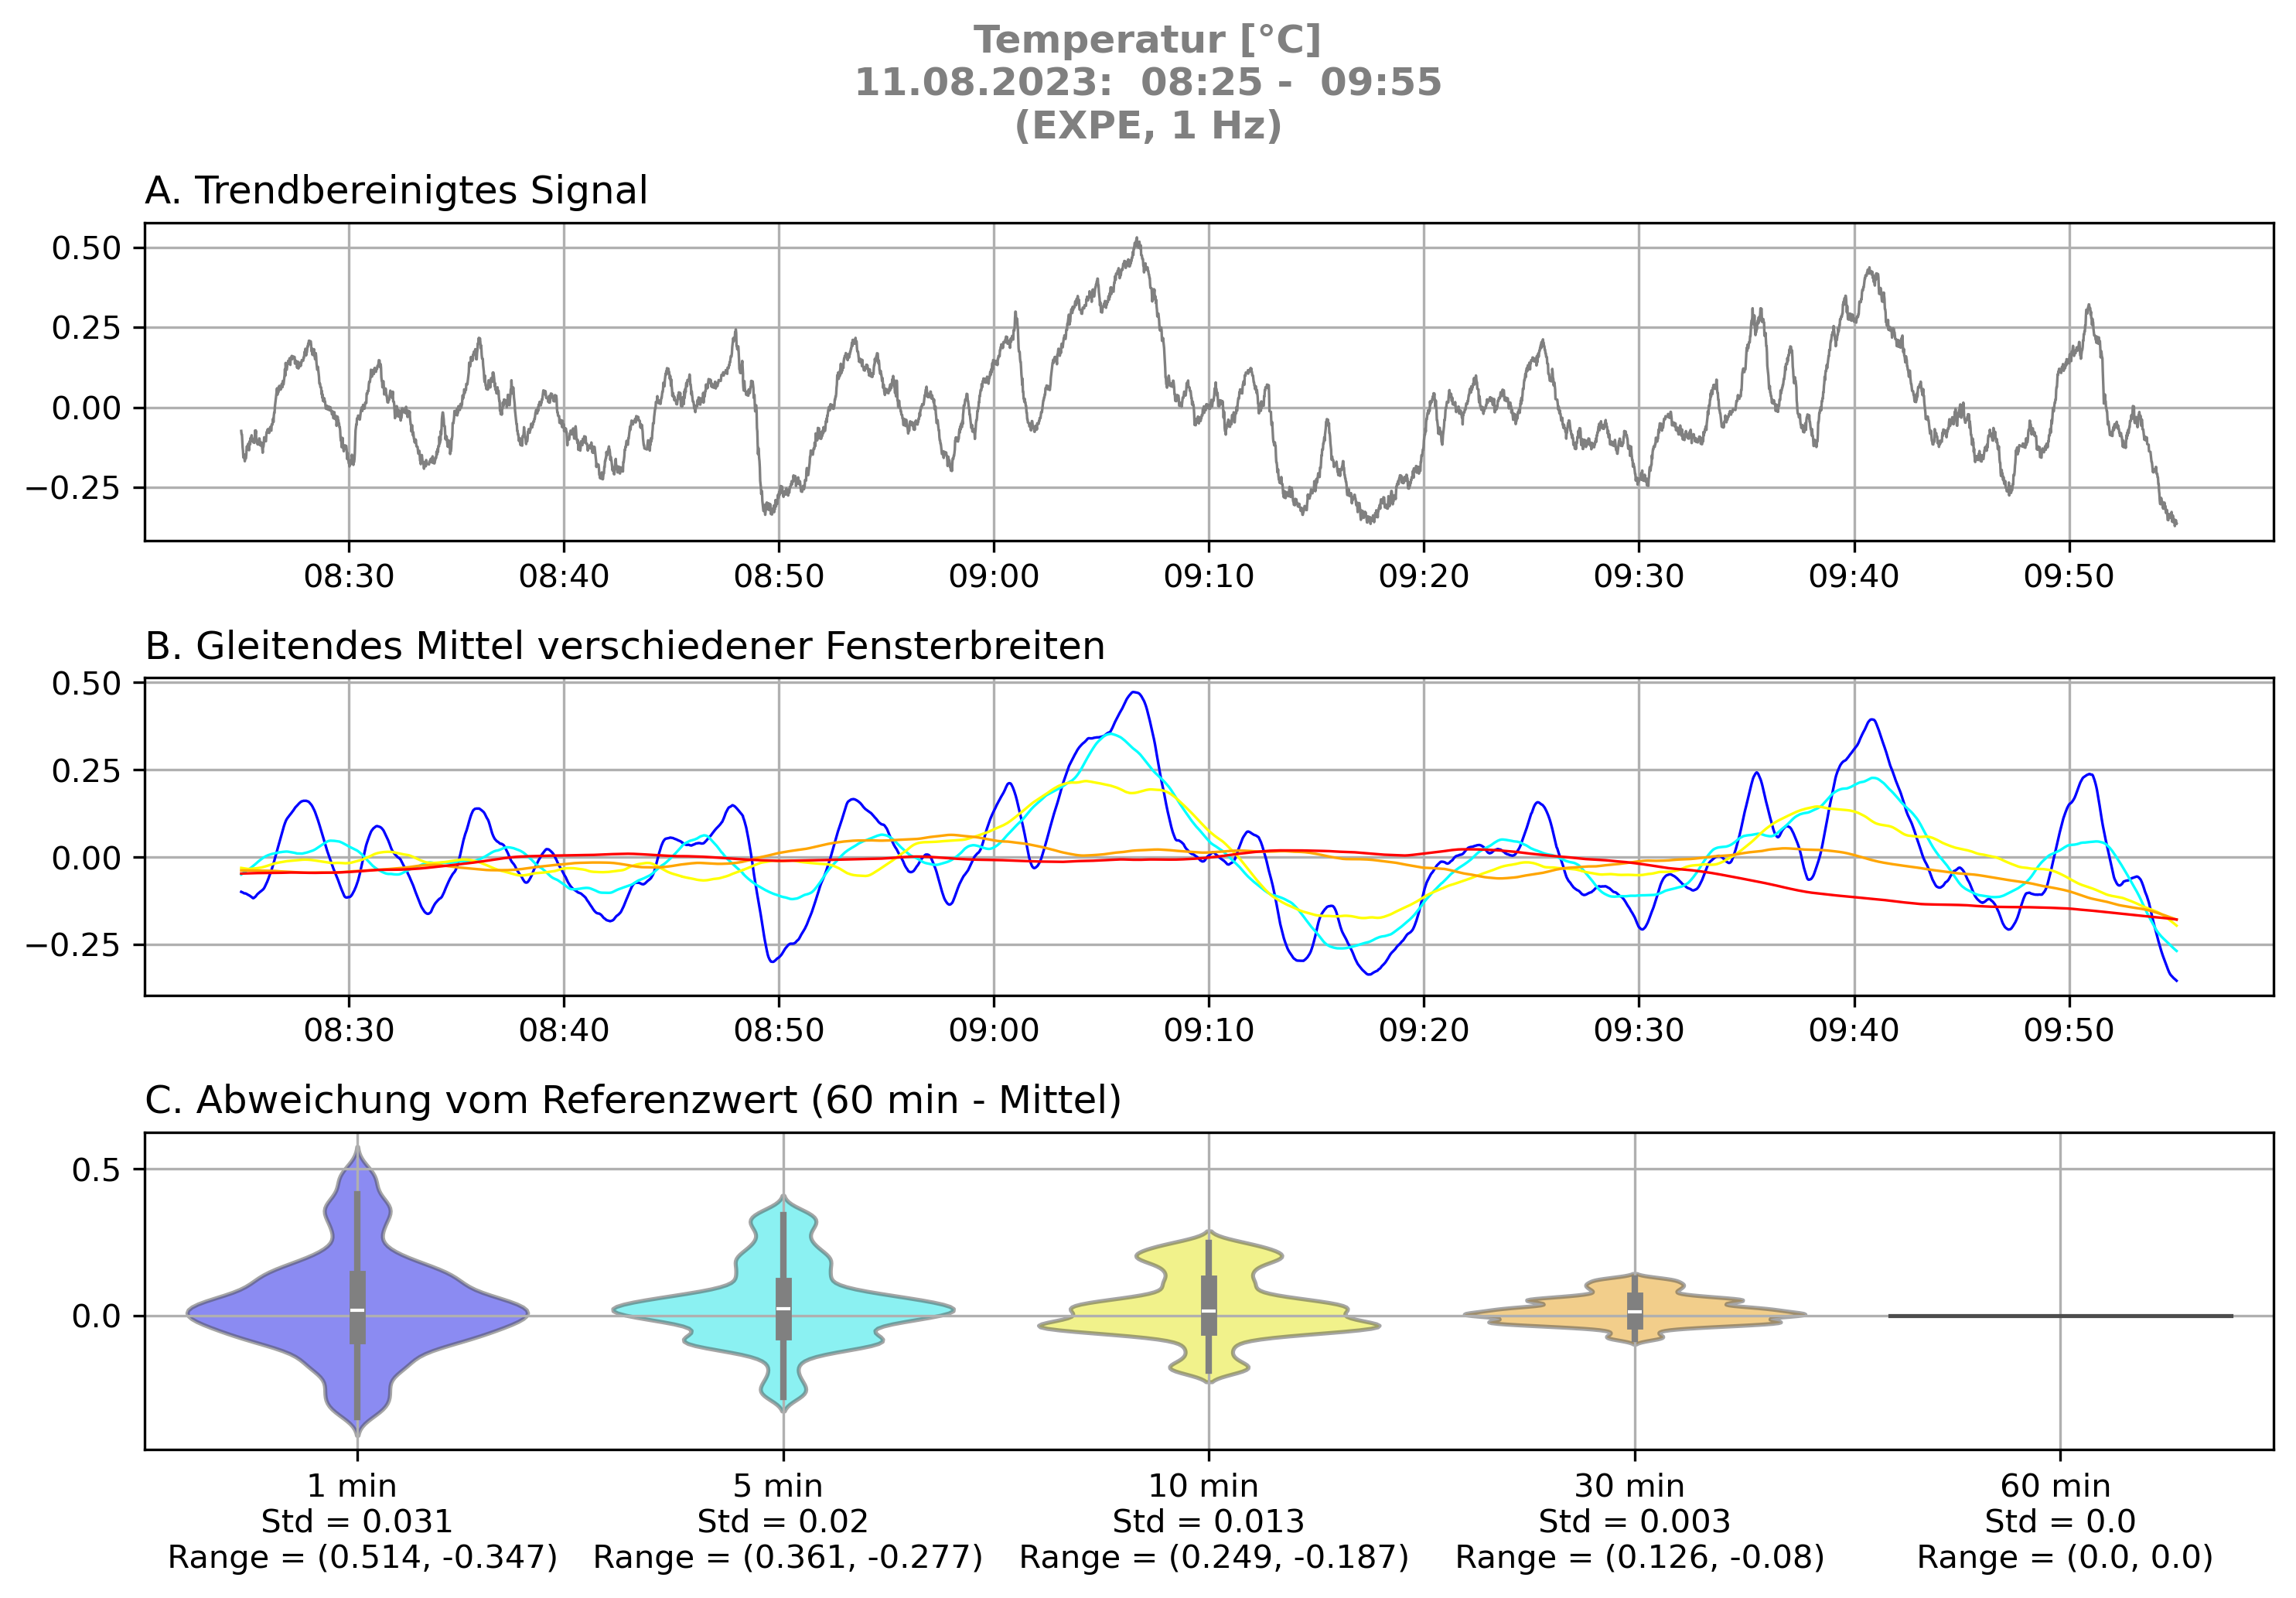 Temperatur [°C]
11.08.2023:  08:25 -  09:55
(EXPE, 1 Hz)
A. Trendbereinigtes Signal
0.50
0.25
0.00
−0.25
08:30 08:40 08:50 09:00 09:10 09:20 09:30 09:40 09:50
B. Gleitendes Mittel verschiedener Fensterbreiten
0.50
0.25
0.00
−0.25
08:30 08:40 08:50 09:00 09:10 09:20 09:30 09:40 09:50
C. Abweichung vom Referenzwert (60 min - Mittel)
0.5
0.0
1 min 5 min 10 min 30 min 60 min
Std = 0.031 Std = 0.02 Std = 0.013 Std = 0.003 Std = 0.0
Range = (0.514, -0.347) Range = (0.361, -0.277) Range = (0.249, -0.187) Range = (0.126, -0.08) Range = (0.0, 0.0)